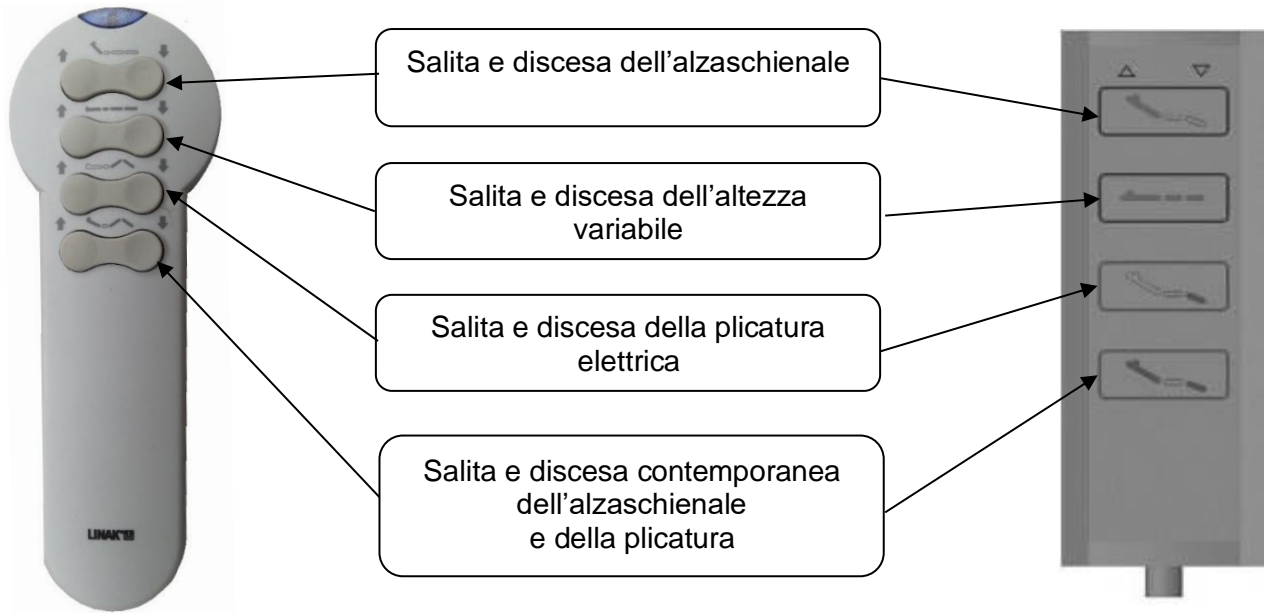 Salita e discesa dell'alzaschienale
Salita e discesa dell'altezza
variabile
Salita e discesa della plicatura
elettrica
Salita e discesa contemporanea
dell'alzaschienale
e della plicatura
LINAK